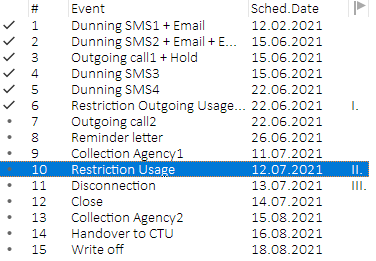 # Event Sched.Date
1 Dunning SMS1 + Email 12.02.2021
2 Dunning SMS2 + Email + E... 15.06.2021
3 Outgoing call1 + Hold 15.06.2021
4 Dunning SMS3 15.06.2021
5 Dunning SMS4 22.06.2021
6 Restriction Outgoing Usage... 22.06.2021 I.
7 Outgoing call2 22.06.2021
8 Reminder letter 26.06.2021
9 Collection Agency1 11.07.2021
10 Restriction Usage 12.07.2021 II.
11 Disconnection 13.07.2021 III.
12 Close 14.07.2021
13 Collection Agency2 15.08.2021
14 Handover to CTU 16.08.2021
15 Write off 18.08.2021